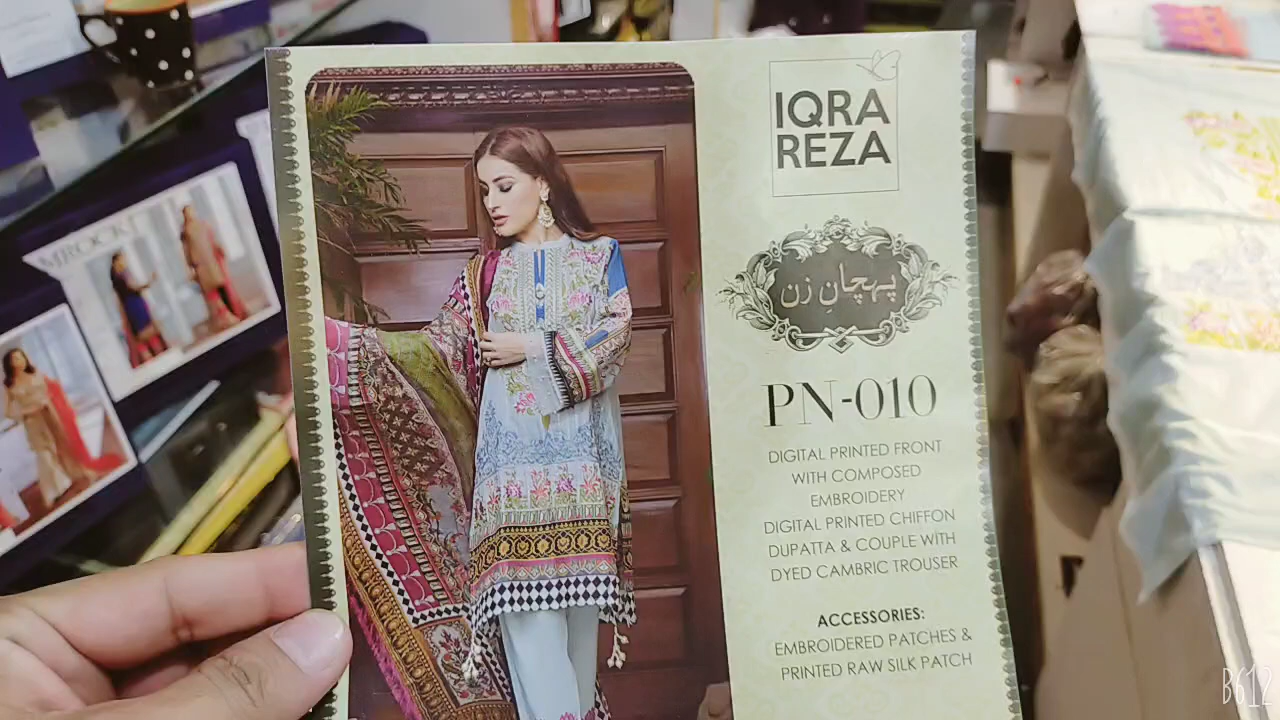 IQRA
REZA
پہچانِ زن
PN-010
DIGITAL PRINTED FRONT
WITH COMPOSED
EMBROIDERY
DIGITAL PRINTED CHIFFON
DUPATTA & COUPLE WITH
DYED CAMBRIC TROUSER
ACCESSORIES:
EMBROIDERED PATCHES &
PRINTED RAW SILK PATCH
B612